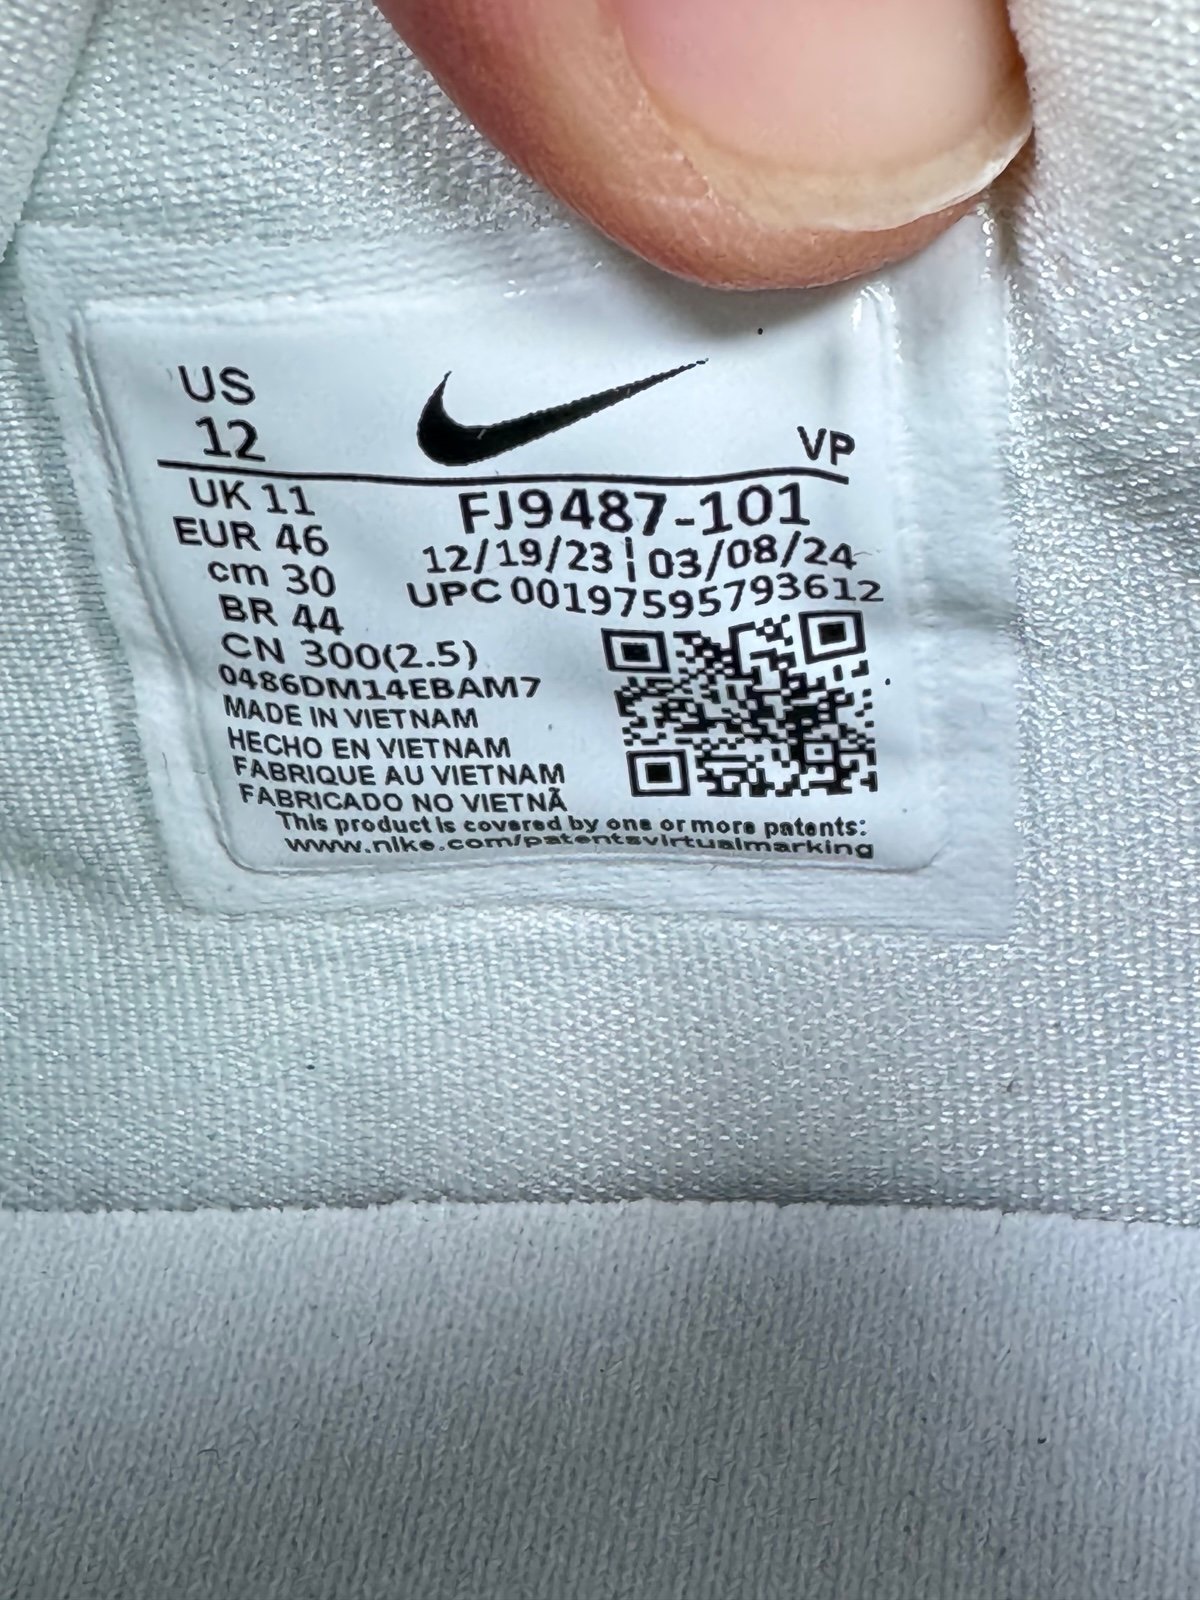 US
12
VP
UK 11
EUR 46
cm 30
BR 44
CN 300(2.5)
FJ9487-101
12/19/23 | 03/08/24
UPC 00197595793612
0486DM14EBAM7
MADE IN VIETNAM
HECHO EN VIETNAM
FABRIQUE AU VIETNAM
FABRICADO NO VIETNÃ
This product is covered by one or more patents:
www.nike.com/patentsvirtualmarking